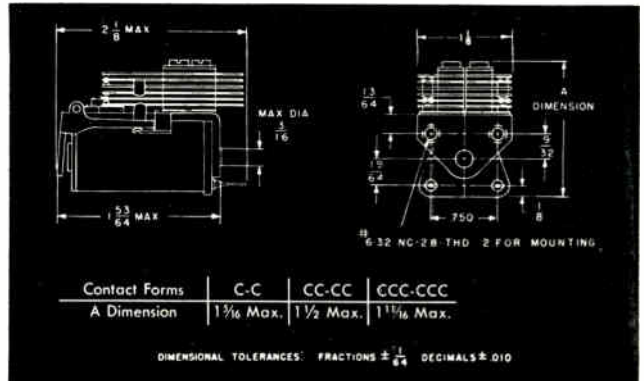 2 1/8 MAX
1 1/8
13/64
A
DIMENSION
MAX DIA
3/16
9/32
19/64
1 53/64 MAX
.750
1/8
#6-32 NC-2B-THD 2 FOR MOUNTING
Contact Forms C-C CC-CC CCC-CCC
A Dimension 1 5/16 Max. 1 1/2 Max. 1 11/16 Max.
DIMENSIONAL TOLERANCES: FRACTIONS ± 1/64 DECIMALS ± .010